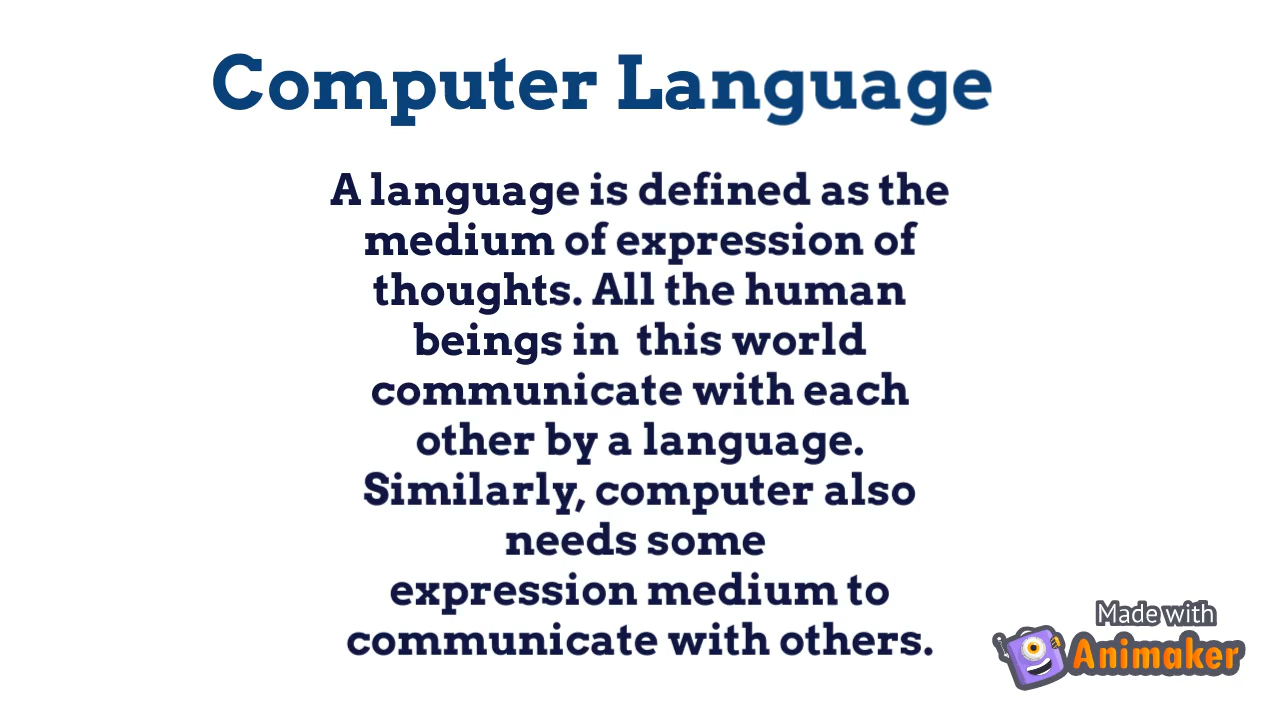 Computer Language
A language is defined as the
medium of expression of
thoughts. All the human
beings in  this world
communicate with each
other by a language.
Similarly, computer also
needs some
expression medium to
communicate with others.
Made with
Animaker